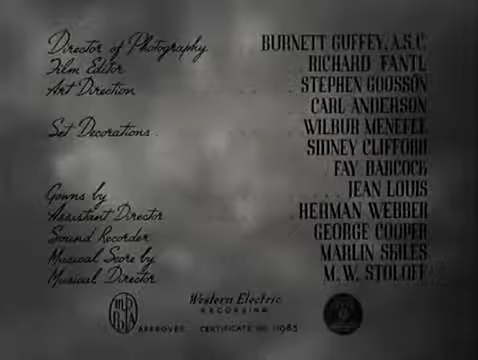 Director of Photography BURNETT GUFFEY, A.S.C.
Film Editor RICHARD FANTL
Art Direction STEPHEN GOOSSÓN
CARL ANDERSON
Set Decorations WILBUR MENEFEE
SIDNEY CLIFFORD
FAY BABCOCK
Gowns by JEAN LOUIS
Assistant Director HERMAN WEBBER
Sound Recorder GEORGE COOPER
Musical Score by MARLIN SKILES
Musical Director M. W. STOLOFF
Western Electric
RECORDING
APPROVED CERTIFICATE NO. 11985